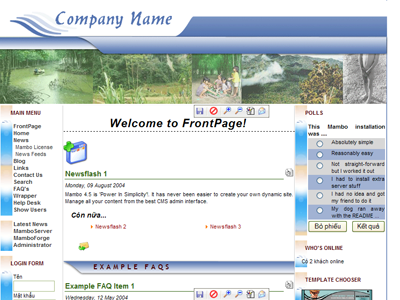 Company Name
MAIN MENU
FrontPage
Home
News
Mambo License
News Feeds
Blog
Links
Contact Us
Search
FAQ's
Wrapper
Help Desk
Show Users
Latest News
MamboServer
MamboForge
Administrator
LOGIN FORM
Tên
Mật khẩu
Welcome to FrontPage!
Newsflash 1
Monday, 09 August 2004
Mambo 4.5 is 'Power in Simplicity'!. It has never been easier to create your own dynamic site.
Manage all your content from the best CMS admin interface.
Còn nữa...
Newsflash 2
Newsflash 3
EXAMPLE FAQS
Example FAQ Item 1
Wednesday, 12 May 2004
POLLS
This Mambo installation
was ....
Absolutely simple
Reasonably easy
Not straight-forward
but I worked it out
I had to install extra
server stuff
I had no idea and got
my friend to do it
My dog ran away
with the README ...
Bỏ phiếu
Kết quả
WHO'S ONLINE
Có 2 khách online
TEMPLATE CHOOSER